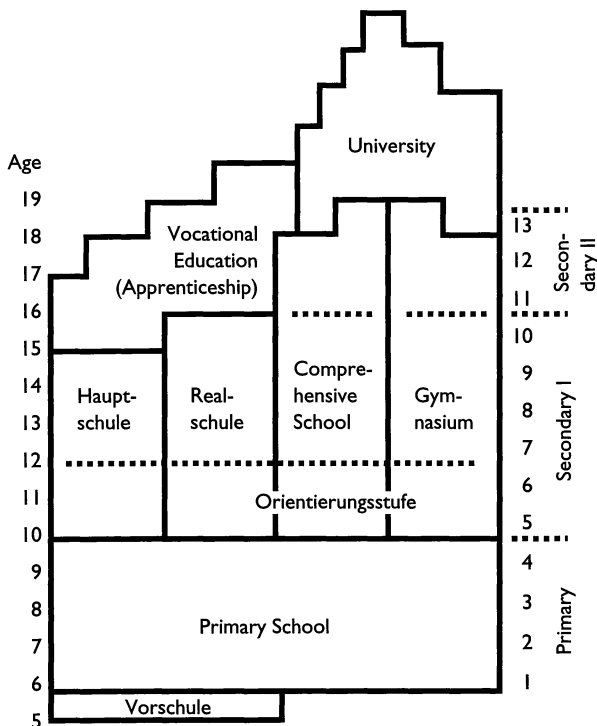 University
Age
19
18
17
16
15
14
13
12
11
10
9
8
7
6
5
Vocational
Education
(Apprenticeship)
Haupt-
schule
Real-
schule
Compre-
hensive
School
Gym-
nasium
Orientierungsstufe
Primary School
Vorschule
13
12
11
10
9
8
7
6
5
4
3
2
1
Secon-
dary II
Secondary I
Primary